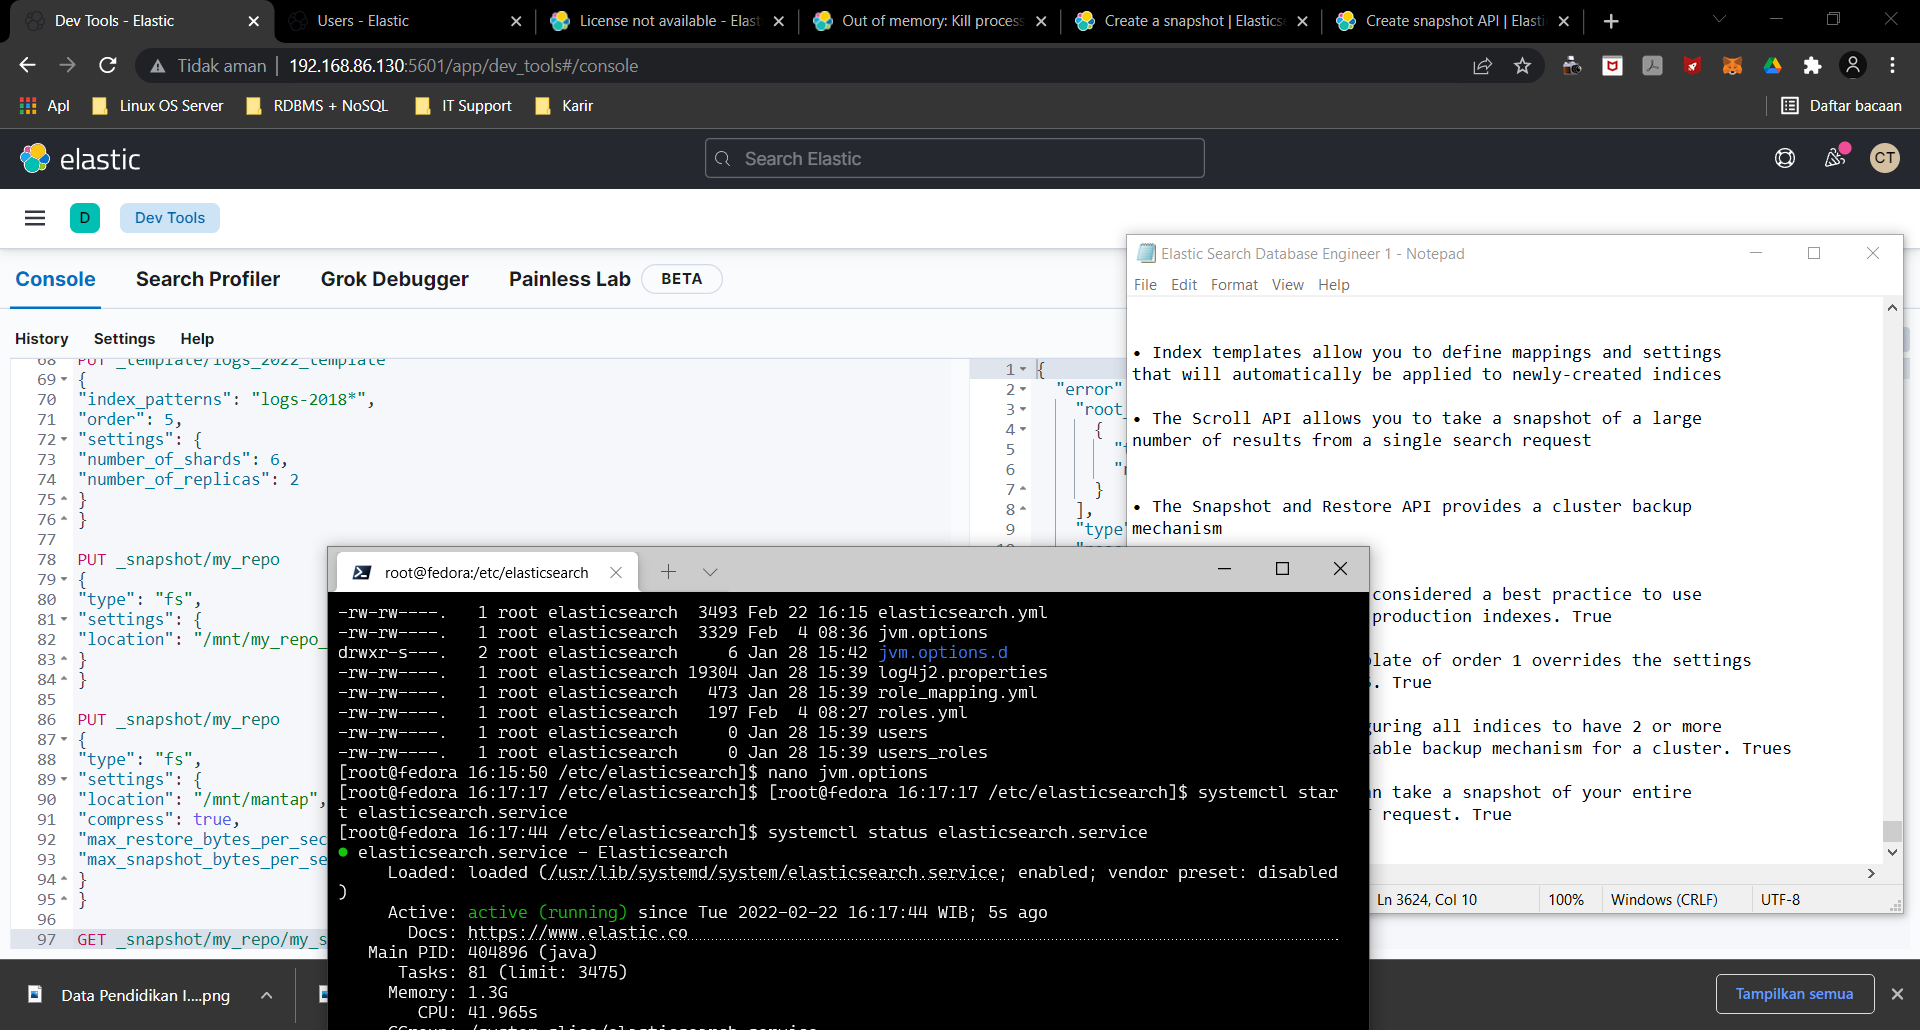 Dev Tools - Elastic
Users - Elastic
License not available - Elast
Out of memory: Kill process
Create a snapshot | Elasticse
Create snapshot API | Elasti
Tidak aman | 192.168.86.130:5601/app/dev_tools#/console
Apl
Linux OS Server
RDBMS + NoSQL
IT Support
Karir
Daftar bacaan
elastic
Search Elastic
CT
D
Dev Tools
Console
Search Profiler
Grok Debugger
Painless Lab
BETA
History
Settings
Help
68 PUT _template/logs_2022_template
69 {
70 "index_patterns": "logs-2018*",
71 "order": 5,
72 "settings": {
73 "number_of_shards": 6,
74 "number_of_replicas": 2
75 }
76 }
77
78 PUT _snapshot/my_repo
79 {
80 "type": "fs",
81 "settings": {
82 "location": "/mnt/my_repo_
83 }
84 }
85
86 PUT _snapshot/my_repo
87 {
88 "type": "fs",
89 "settings": {
90 "location": "/mnt/mantap",
91 "compress": true,
92 "max_restore_bytes_per_sec
93 "max_snapshot_bytes_per_se
94 }
95 }
96
97 GET _snapshot/my_repo/my_s
1 {
2 "error"
3 "root_
4 {
5 "
6 "
7 }
8 ],
9 "type"
Elastic Search Database Engineer 1 - Notepad
File Edit Format View Help
• Index templates allow you to define mappings and settings
that will automatically be applied to newly-created indices
• The Scroll API allows you to take a snapshot of a large
number of results from a single search request
• The Snapshot and Restore API provides a cluster backup
mechanism
considered a best practice to use
production indexes. True
late of order 1 overrides the settings
. True
uring all indices to have 2 or more
able backup mechanism for a cluster. Trues
n take a snapshot of your entire
request. True
Ln 3624, Col 10
100%
Windows (CRLF)
UTF-8
root@fedora:/etc/elasticsearch
-rw-rw----. 1 root elasticsearch 3493 Feb 22 16:15 elasticsearch.yml
-rw-rw----. 1 root elasticsearch 3329 Feb 4 08:36 jvm.options
drwxr-s---. 2 root elasticsearch 6 Jan 28 15:42 jvm.options.d
-rw-rw----. 1 root elasticsearch 19304 Jan 28 15:39 log4j2.properties
-rw-rw----. 1 root elasticsearch 473 Jan 28 15:39 role_mapping.yml
-rw-rw----. 1 root elasticsearch 197 Feb 4 08:27 roles.yml
-rw-rw----. 1 root elasticsearch 0 Jan 28 15:39 users
-rw-rw----. 1 root elasticsearch 0 Jan 28 15:39 users_roles
[root@fedora 16:15:50 /etc/elasticsearch]$ nano jvm.options
[root@fedora 16:17:17 /etc/elasticsearch]$ [root@fedora 16:17:17 /etc/elasticsearch]$ systemctl star
t elasticsearch.service
[root@fedora 16:17:44 /etc/elasticsearch]$ systemctl status elasticsearch.service
● elasticsearch.service - Elasticsearch
Loaded: loaded (/usr/lib/systemd/system/elasticsearch.service; enabled; vendor preset: disabled
)
Active: active (running) since Tue 2022-02-22 16:17:44 WIB; 5s ago
Docs: https://www.elastic.co
Main PID: 404896 (java)
Tasks: 81 (limit: 3475)
Memory: 1.3G
CPU: 41.965s
Data Pendidikan I....png
Tampilkan semua